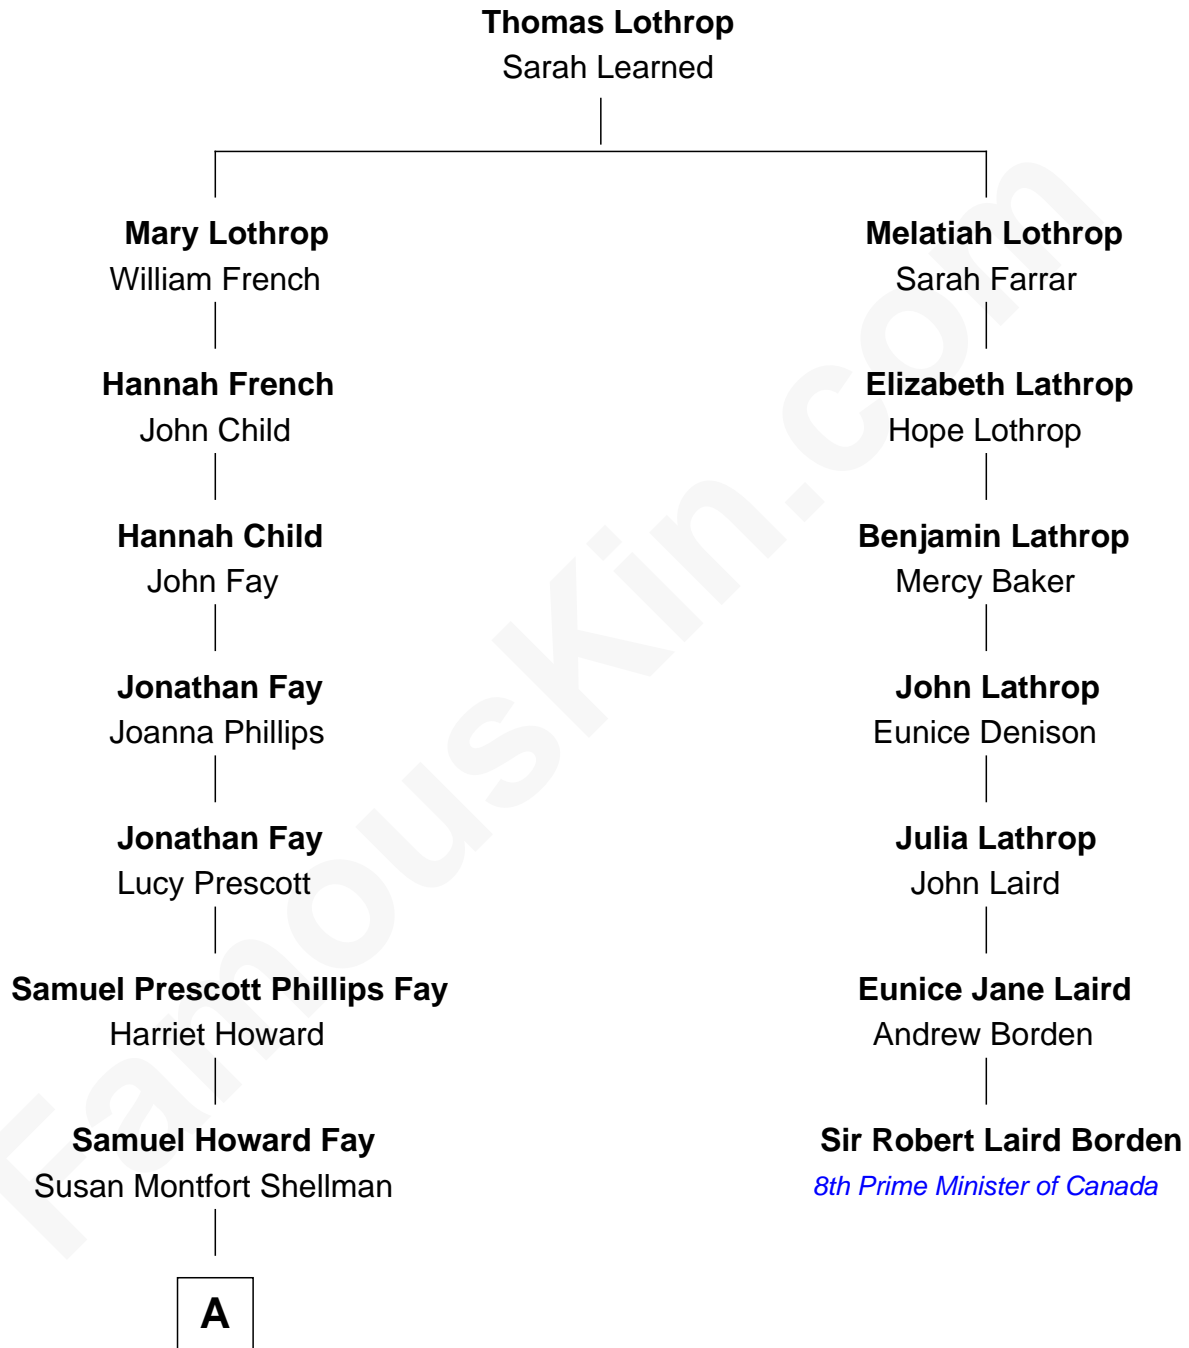 Thomas Lothrop
Sarah Learned
Mary Lothrop
William French
Hannah French
John Child
Hannah Child
John Fay
Jonathan Fay
Joanna Phillips
Jonathan Fay
Lucy Prescott
Samuel Prescott Phillips Fay
Harriet Howard
Samuel Howard Fay
Susan Montfort Shellman
A
Melatiah Lothrop
Sarah Farrar
Elizabeth Lathrop
Hope Lothrop
Benjamin Lathrop
Mercy Baker
John Lathrop
Eunice Denison
Julia Lathrop
John Laird
Eunice Jane Laird
Andrew Borden
Sir Robert Laird Borden
8th Prime Minister of Canada
FamousKin.com